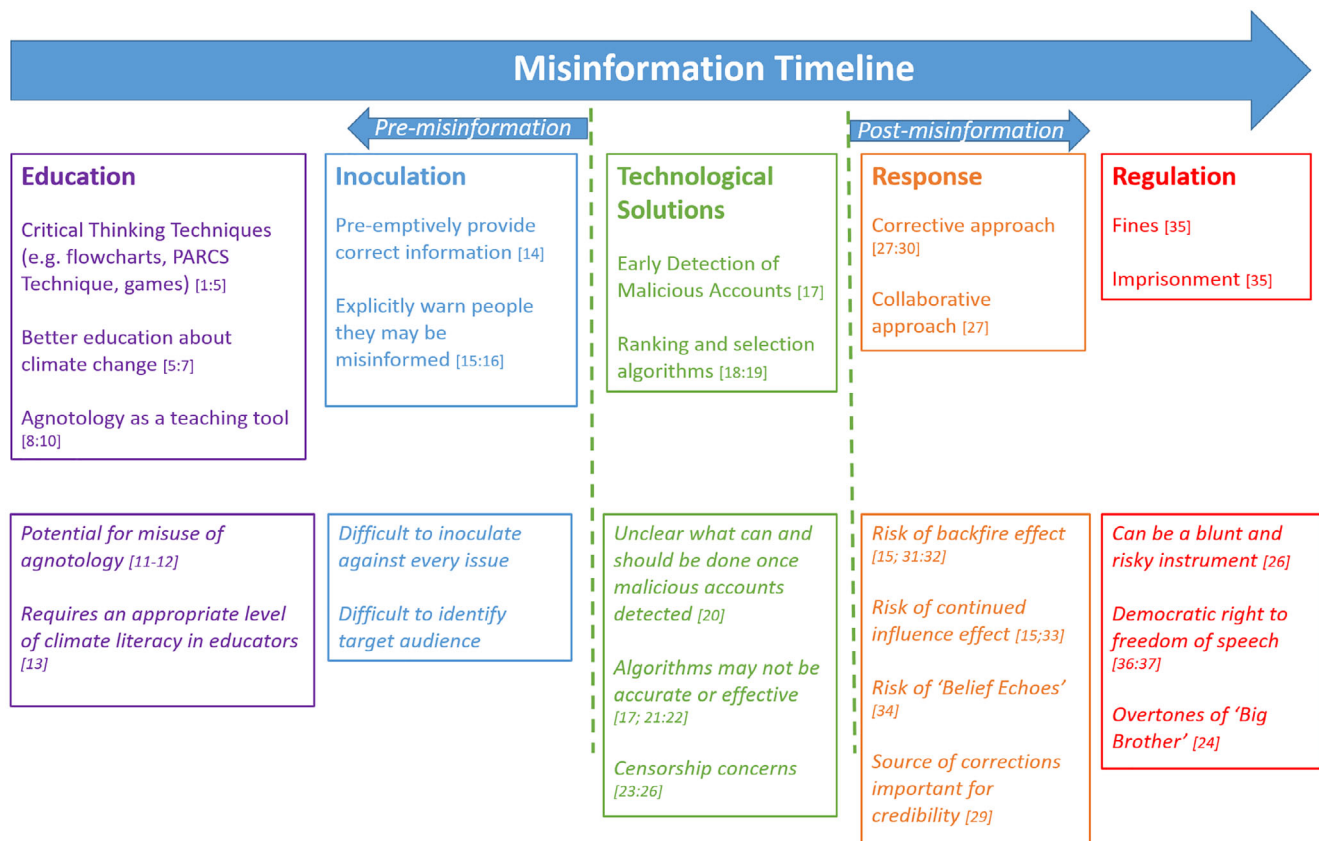 Misinformation Timeline
Pre-misinformation
Post-misinformation
Education
Critical Thinking Techniques
(e.g. flowcharts, PARCS
Technique, games) [1:5]
Better education about
climate change [5:7]
Agnotology as a teaching tool
[8:10]
Inoculation
Pre-emptively provide
correct information [14]
Explicitly warn people
they may be
misinformed [15:16]
Technological
Solutions
Early Detection of
Malicious Accounts [17]
Ranking and selection
algorithms [18:19]
Response
Corrective approach
[27:30]
Collaborative
approach [27]
Regulation
Fines [35]
Imprisonment [35]
Potential for misuse of
agnotology [11-12]
Requires an appropriate level
of climate literacy in educators
[13]
Difficult to inoculate
against every issue
Difficult to identify
target audience
Unclear what can and
should be done once
malicious accounts
detected [20]
Algorithms may not be
accurate or effective
[17; 21:22]
Censorship concerns
[23:26]
Risk of backfire effect
[15; 31:32]
Risk of continued
influence effect [15;33]
Risk of ‘Belief Echoes’
[34]
Source of corrections
important for
credibility [29]
Can be a blunt and
risky instrument [26]
Democratic right to
freedom of speech
[36:37]
Overtones of ‘Big
Brother’ [24]